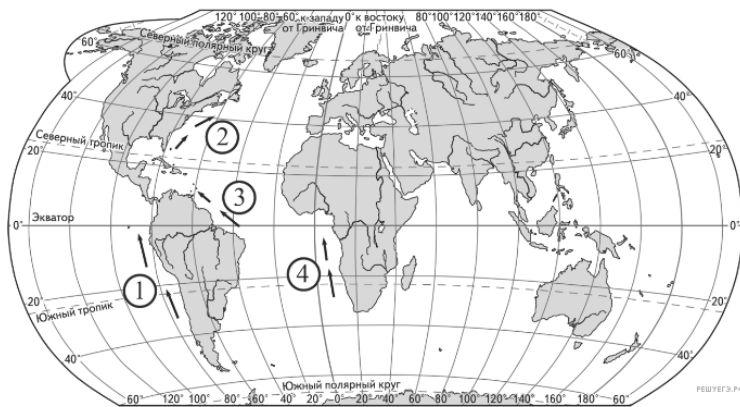 120° 100° 80° 60° к западу 0° к востоку 80° 100° 120° 140° 160° 180°
от Гринвича от Гринвича
Северный полярный круг
60° 60°
40° 40°
Северный тропик
20° 20°
2
3
Экватор
0° 0°
1
4
20° 20°
Южный тропик
40° 40°
Южный полярный круг
60° 120° 100° 80° 60° 40° 20° 0° 20° 40° 60° 80° 100° 120° 140° 160° 180° 60°
РЕШУЕГЭ.РФ